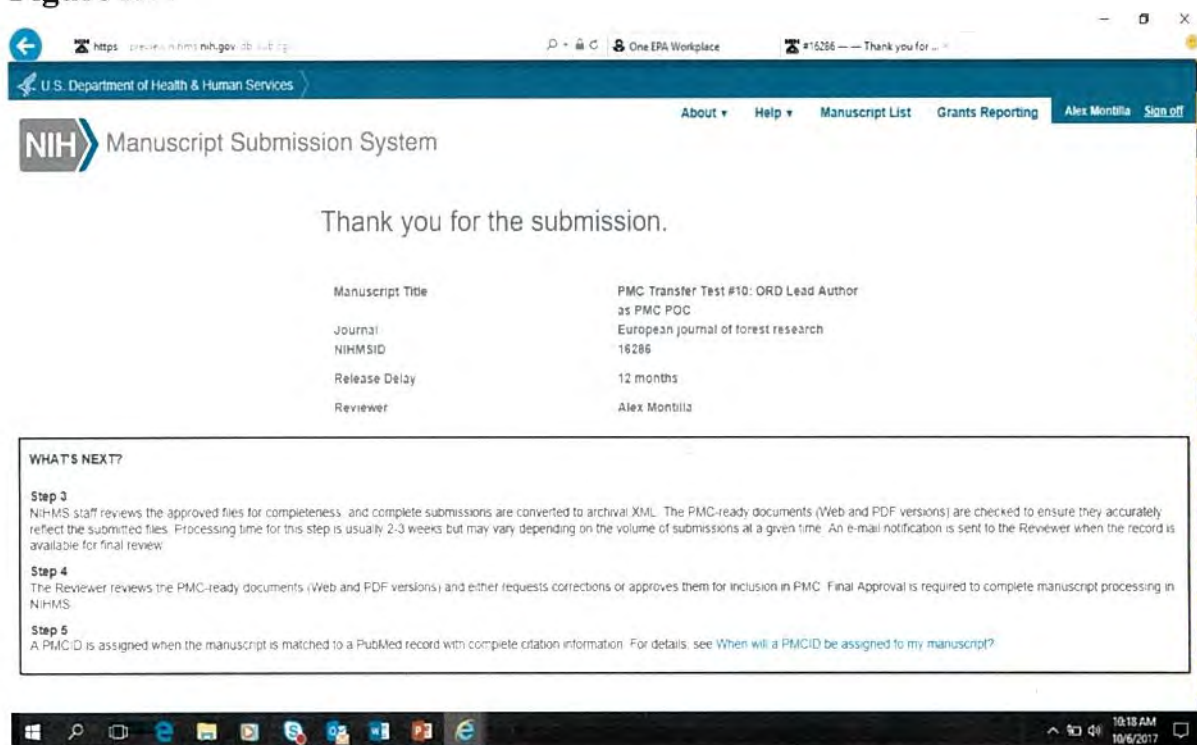 https preview.nihms.nih.gov
One EPA Workplace
#16286 — — Thank you for ...
U.S. Department of Health & Human Services
About Help Manuscript List Grants Reporting Alex Montilla Sign off
NIH Manuscript Submission System
Thank you for the submission.
Manuscript Title PMC Transfer Test #10: ORD Lead Author
as PMC POC
Journal European journal of forest research
NIHMSID 16286
Release Delay 12 months
Reviewer Alex Montilla
WHAT'S NEXT?
Step 3
NIHMS staff reviews the approved files for completeness, and complete submissions are converted to archival XML. The PMC-ready documents (Web and PDF versions) are checked to ensure they accurately
reflect the submitted files. Processing time for this step is usually 2-3 weeks but may vary depending on the volume of submissions at a given time. An e-mail notification is sent to the Reviewer when the record is
available for final review
Step 4
The Reviewer reviews the PMC-ready documents (Web and PDF versions) and either requests corrections or approves them for inclusion in PMC. Final Approval is required to complete manuscript processing in
NIHMS
Step 5
A PMCID is assigned when the manuscript is matched to a PubMed record with complete citation information. For details, see When will a PMCID be assigned to my manuscript?
10:18 AM
10/6/2017